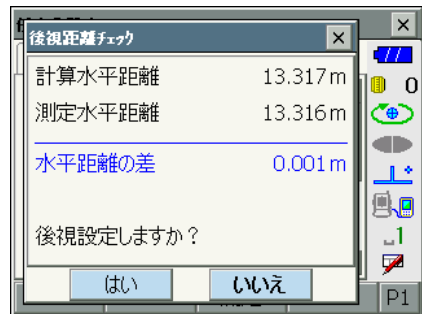 後視距離チェック
計算水平距離 13.317m
測定水平距離 13.316m
水平距離の差 0.001m
後視設定しますか？
はい いいえ
0
1
P1